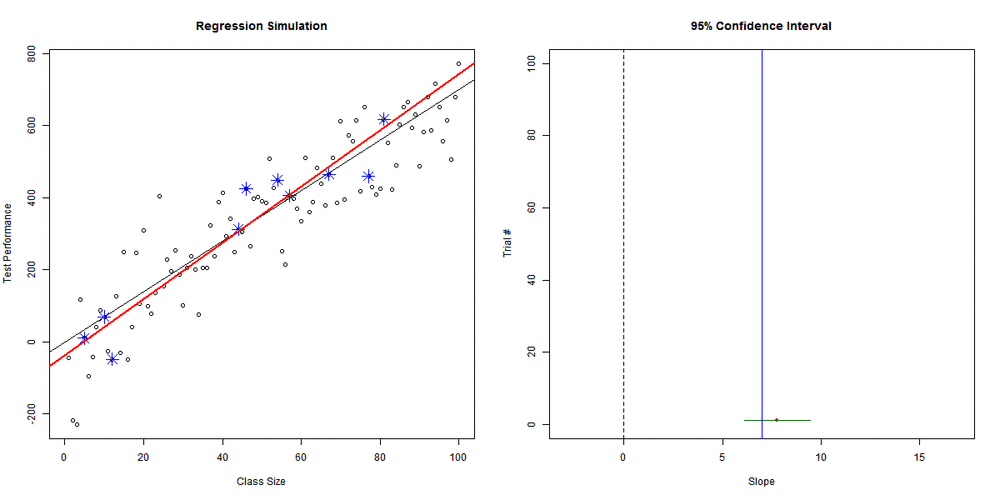 Regression Simulation
Test Performance
800
600
400
200
0
-200
0 20 40 60 80 100
Class Size
95% Confidence Interval
Trial #
100
80
60
40
20
0
0 5 10 15
Slope